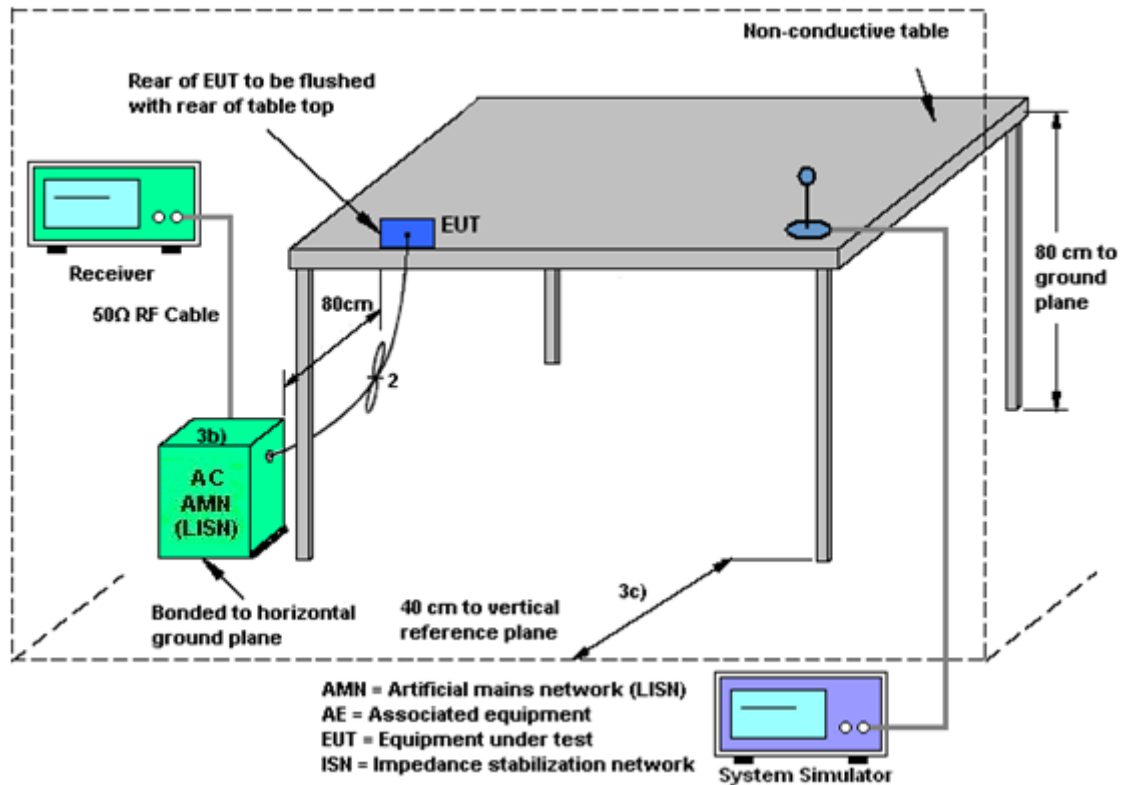 Non-conductive table
Rear of EUT to be flushed
with rear of table top
EUT
Receiver
80cm
80 cm to
ground
plane
50Ω RF Cable
2
3b)
AC
AMN
(LISN)
Bonded to horizontal
ground plane
40 cm to vertical
reference plane
3c)
AMN = Artificial mains network (LISN)
AE = Associated equipment
EUT = Equipment under test
ISN = Impedance stabilization network
System Simulator